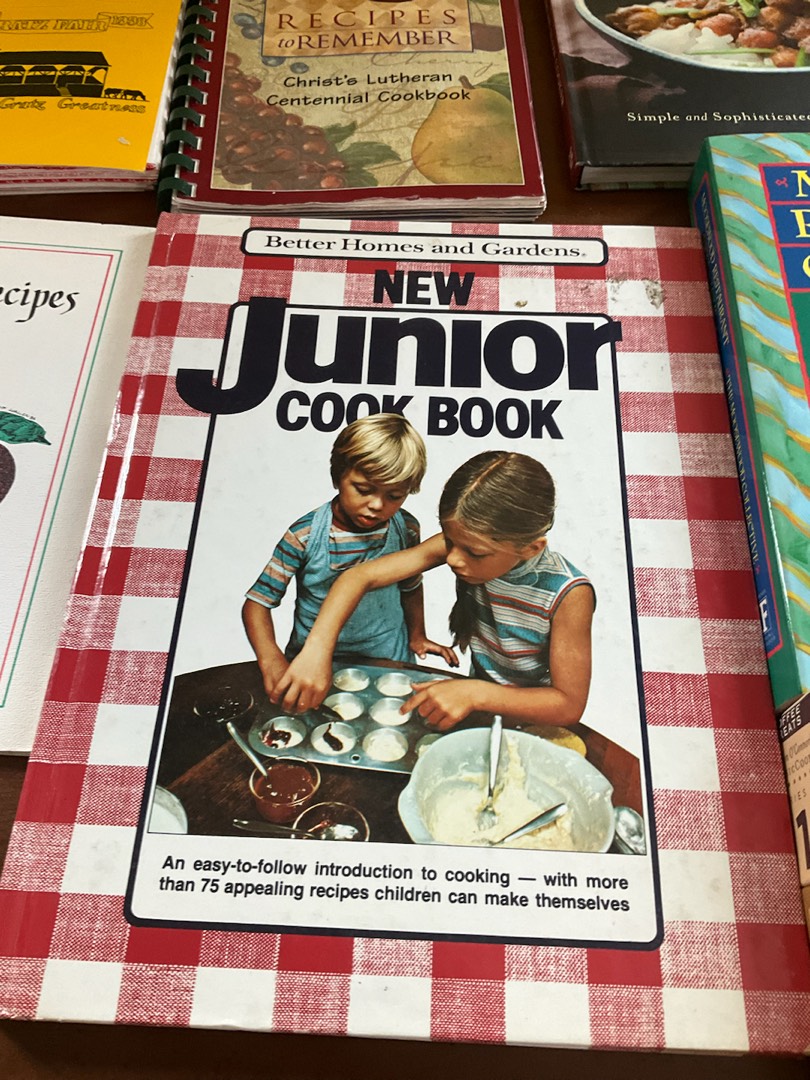 RECIPES
to REMEMBER
Christ's Lutheran
Centennial Cookbook
Gratz Greatness
Simple and Sophisticated
ecipes
Better Homes and Gardens®
NEW
Junior
COOK BOOK
An easy-to-follow introduction to cooking — with more
than 75 appealing recipes children can make themselves